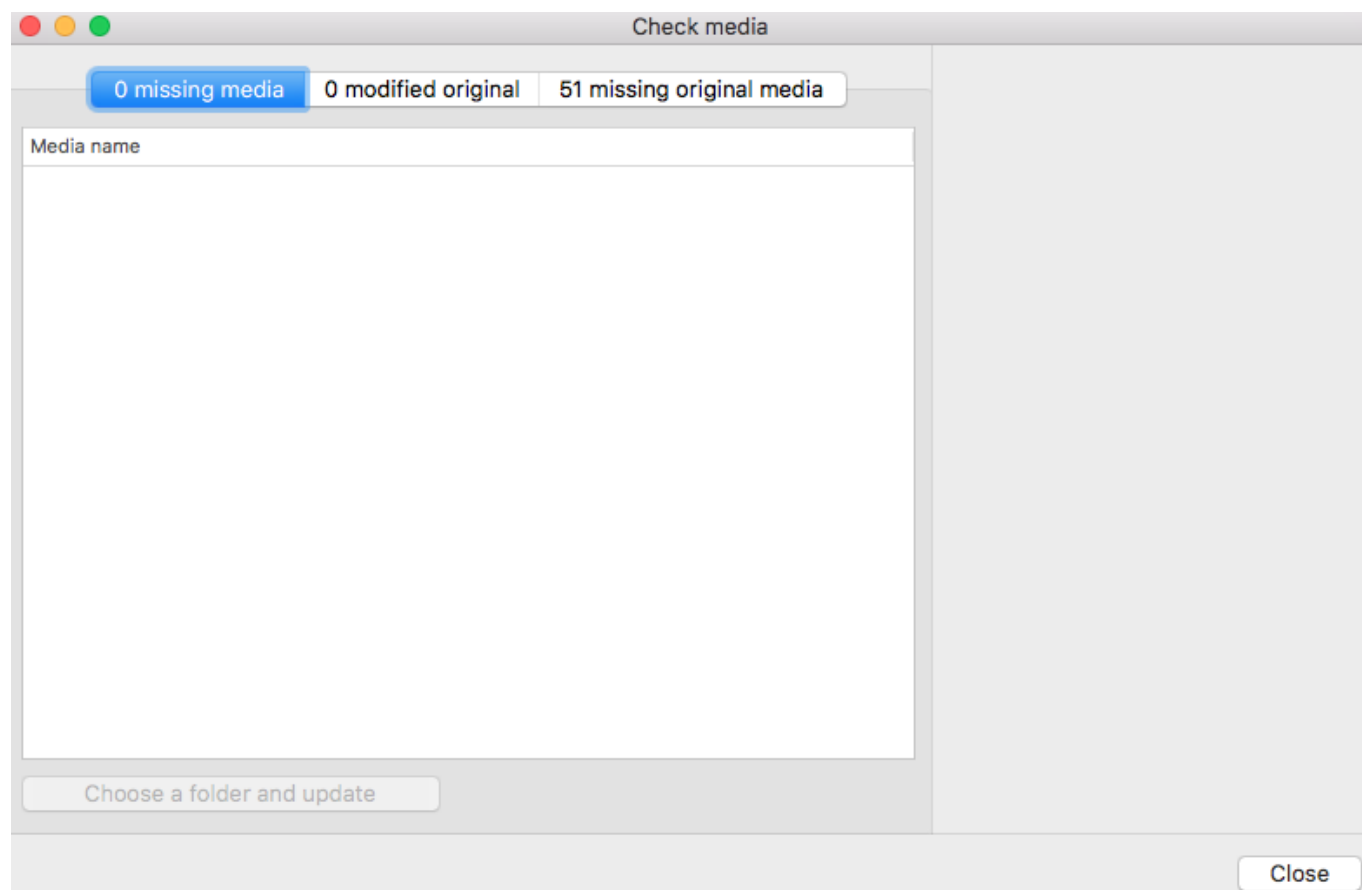 Check media
0 missing media 0 modified original 51 missing original media
Media name
Choose a folder and update
Close